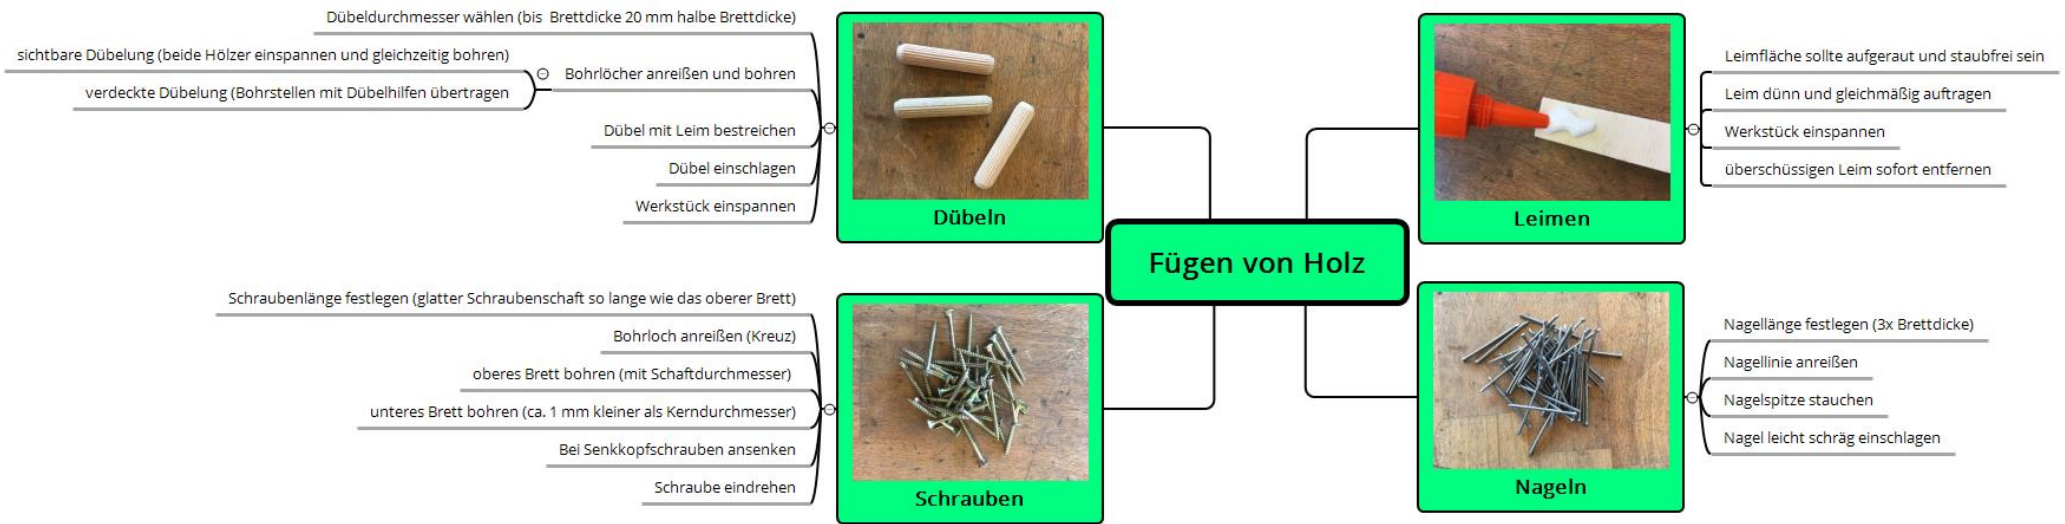 Fügen von Holz
Dübeln
Dübeldurchmesser wählen (bis  Brettdicke 20 mm halbe Brettdicke)
Bohrlöcher anreißen und bohren
sichtbare Dübelung (beide Hölzer einspannen und gleichzeitig bohren)
verdeckte Dübelung (Bohrstellen mit Dübelhilfen übertragen
Dübel mit Leim bestreichen
Dübel einschlagen
Werkstück einspannen
Leimen
Leimfläche sollte aufgeraut und staubfrei sein
Leim dünn und gleichmäßig auftragen
Werkstück einspannen
überschüssigen Leim sofort entfernen
Schrauben
Schraubenlänge festlegen (glatter Schraubenschaft so lange wie das oberer Brett)
Bohrloch anreißen (Kreuz)
oberes Brett bohren (mit Schaftdurchmesser)
unteres Brett bohren (ca. 1 mm kleiner als Kerndurchmesser)
Bei Senkkopfschrauben ansenken
Schraube eindrehen
Nageln
Nagellänge festlegen (3x Brettdicke)
Nagellinie anreißen
Nagelspitze stauchen
Nagel leicht schräg einschlagen